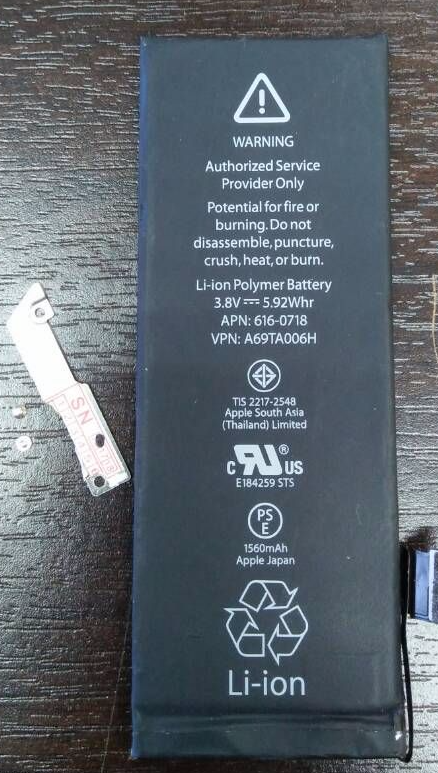 WARNING
Authorized Service
Provider Only
Potential for fire or
burning. Do not
disassemble, puncture,
crush, heat, or burn.
Li-ion Polymer Battery
3.8V ⎓ 5.92Whr
APN: 616-0718
VPN: A69TA006H
TIS 2217-2548
Apple South Asia
(Thailand) Limited
c RU® US
E184259 STS
PS
E
1560mAh
Apple Japan
Li-ion
SN